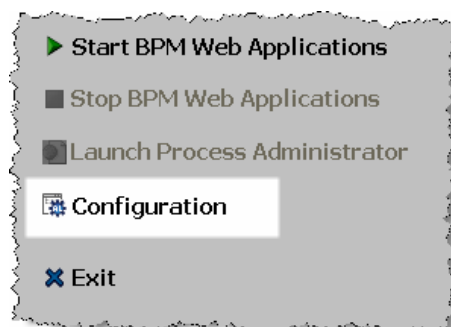 Start BPM Web Applications
Stop BPM Web Applications
Launch Process Administrator
Configuration
Exit